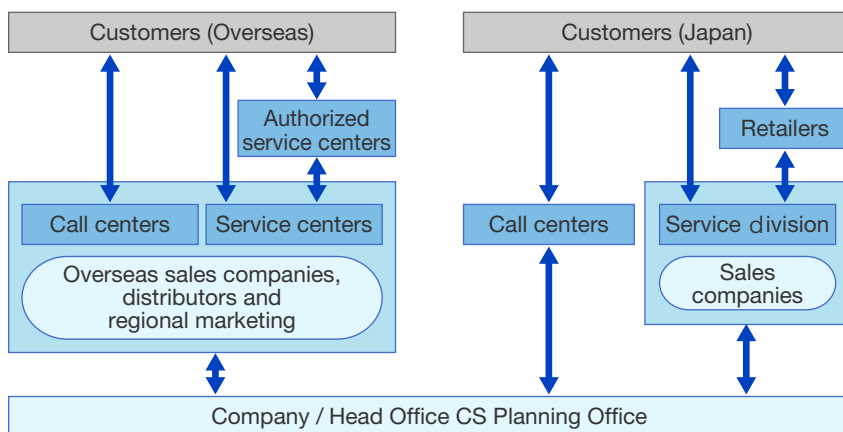 Customers (Overseas)
Customers (Japan)
Authorized
service centers
Retailers
Call centers
Service centers
Call centers
Service division
Overseas sales companies,
distributors and
regional marketing
Sales
companies
Company / Head Office CS Planning Office